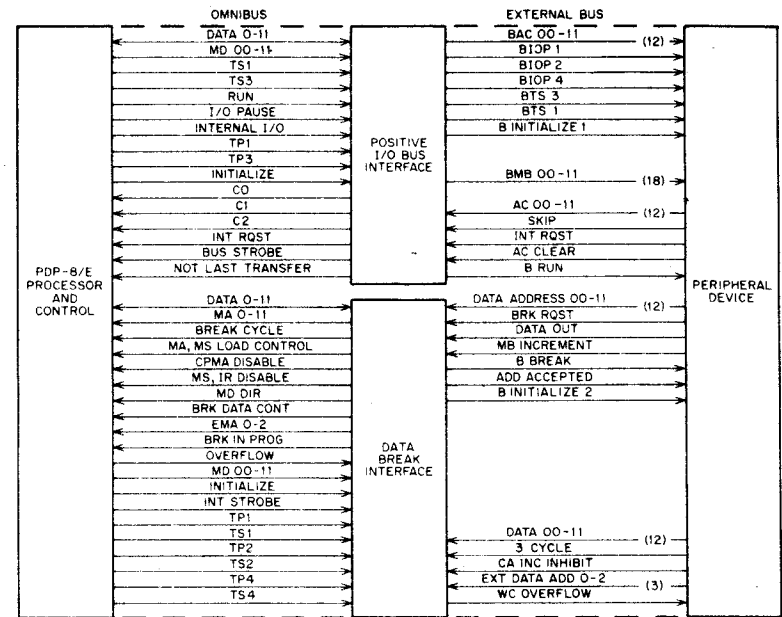 OMNIBUS
EXTERNAL BUS
DATA 0-11
MD 00-11
TS1
TS3
RUN
I/O PAUSE
INTERNAL I/O
TP1
TP3
INITIALIZE
C0
C1
C2
INT RQST
BUS STROBE
NOT LAST TRANSFER
POSITIVE
I/O BUS
INTERFACE
BAC 00-11 (12)
BIOP 1
BIOP 2
BIOP 4
BTS 3
BTS 1
B INITIALIZE 1
BMB 00-11 (18)
AC 00-11 (12)
SKIP
INT RQST
AC CLEAR
B RUN
PDP-8/E
PROCESSOR
AND
CONTROL
PERIPHERAL
DEVICE
DATA 0-11
MA 0-11
BREAK CYCLE
MA, MS LOAD CONTROL
CPMA DISABLE
MS, IR DISABLE
MD DIR
BRK DATA CONT
EMA 0-2
BRK IN PROG
OVERFLOW
MD 00-11
INITIALIZE
INT STROBE
TP1
TS1
TP2
TS2
TP4
TS4
DATA
BREAK
INTERFACE
DATA ADDRESS 00-11 (12)
BRK RQST
DATA OUT
MB INCREMENT
B BREAK
ADD ACCEPTED
B INITIALIZE 2
DATA 00-11 (12)
3 CYCLE
CA INC INHIBIT
EXT DATA ADD 0-2 (3)
WC OVERFLOW